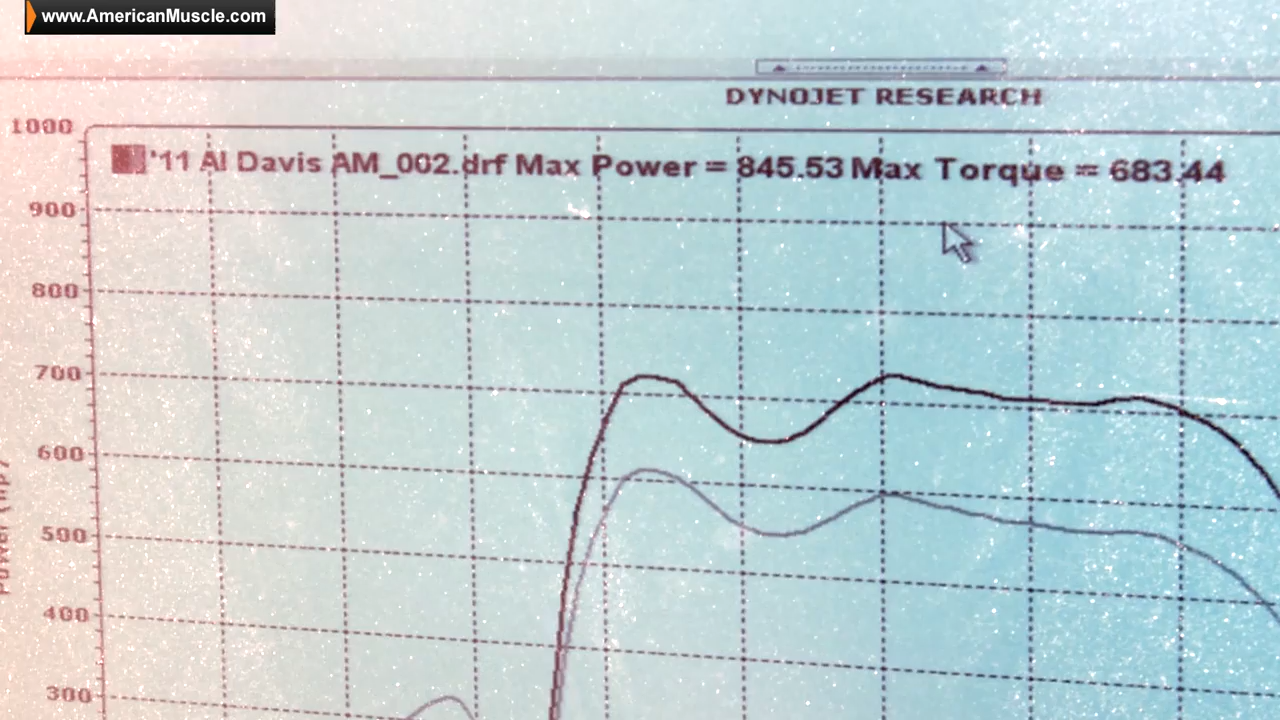 www.AmericanMuscle.com
DYNOJET RESEARCH
'11 Al Davis AM_002.drf Max Power = 845.53 Max Torque = 683.44
1000
900
800
700
600
500
400
300